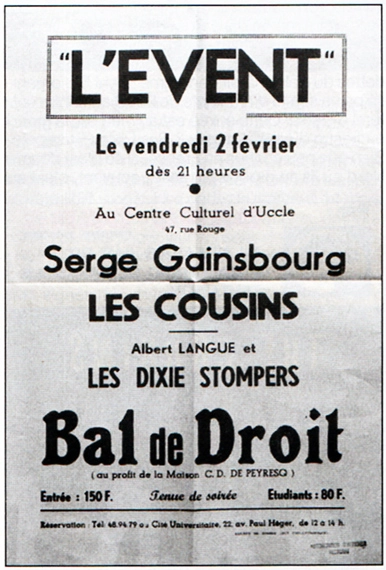 "L'EVENT"
Le vendredi 2 février
dès 21 heures
Au Centre Culturel d'Uccle
47, rue Rouge
Serge Gainsbourg
LES COUSINS
Albert LANGUE et
LES DIXIE STOMPERS
Bal de Droit
(au profit de la Maison C. D. DE PEYRESQ)
Entrée : 150 F. Tenue de soirée Etudiants : 80 F.
Réservation : Tél. 48.94.79 ou Cité Universitaire, 22, av. Paul Héger, de 12 à 14 h.